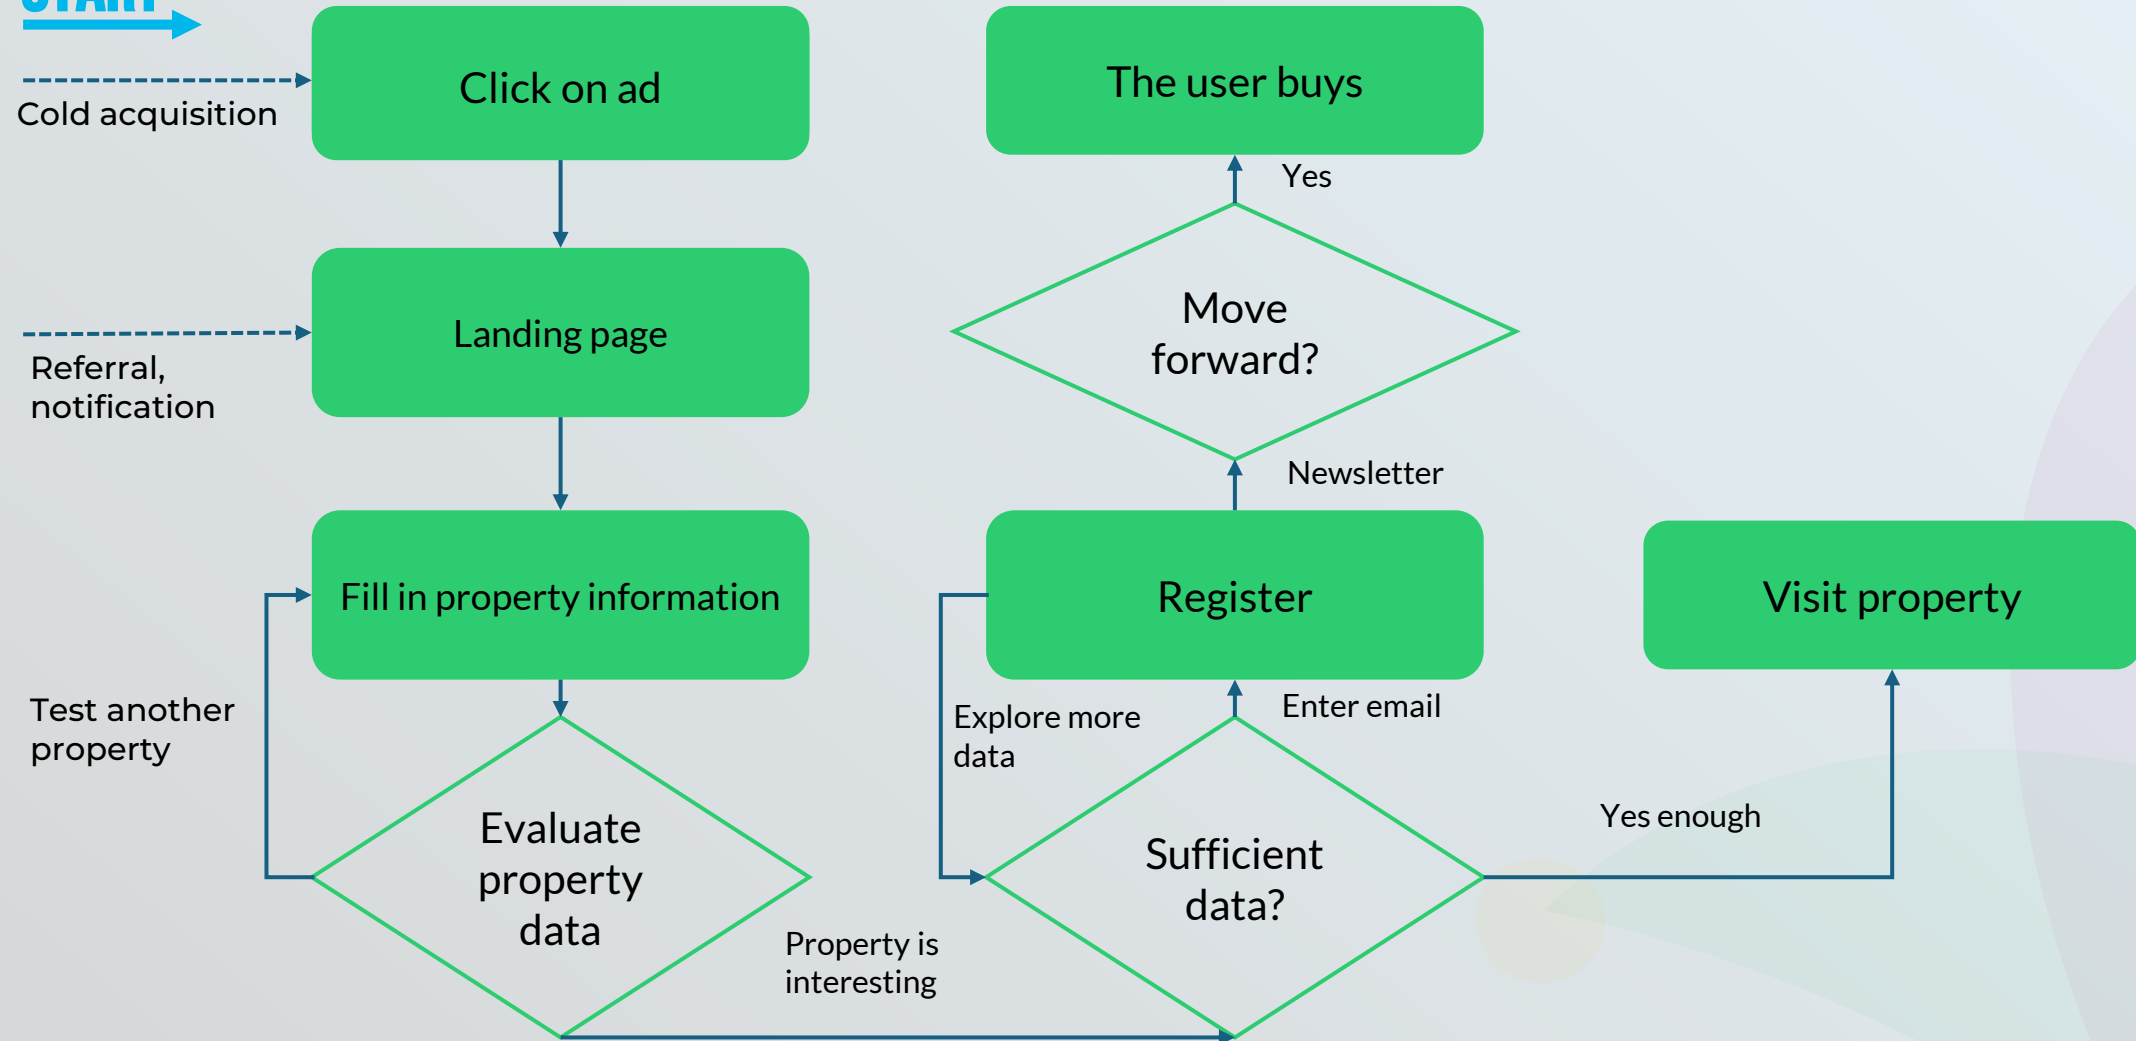 START
Click on ad
Cold acquisition
Landing page
Referral,
notification
Fill in property information
Test another
property
Evaluate
property
data
Property is
interesting
The user buys
Yes
Move
forward?
Newsletter
Register
Enter email
Explore more
data
Sufficient
data?
Yes enough
Visit property